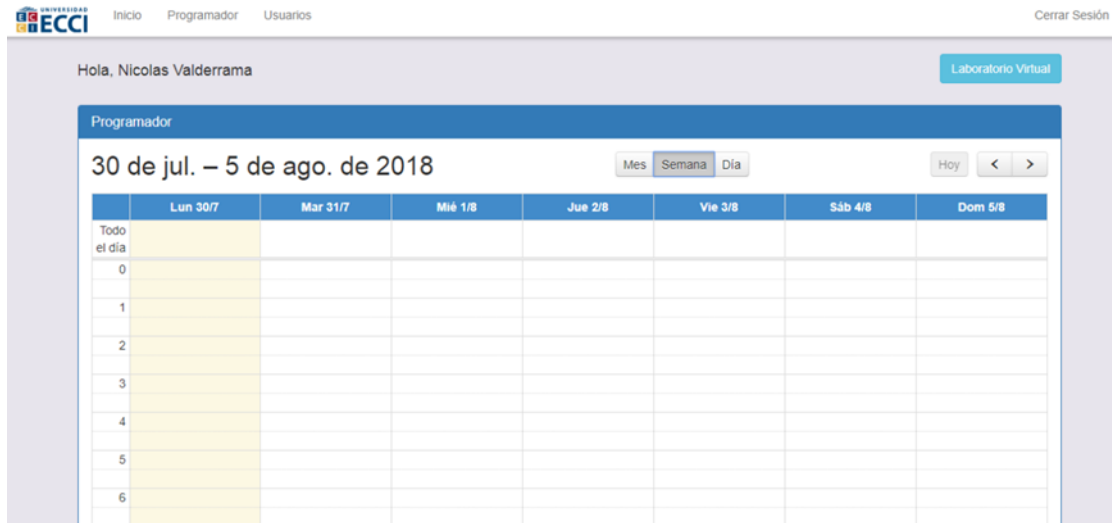 UNIVERSIDAD
ECCI
Inicio Programador Usuarios Cerrar Sesión
Hola, Nicolas Valderrama
Laboratorio Virtual
Programador
30 de jul. – 5 de ago. de 2018
Mes Semana Día
Hoy < >
Lun 30/7 Mar 31/7 Mié 1/8 Jue 2/8 Vie 3/8 Sáb 4/8 Dom 5/8
Todo
el día
0
1
2
3
4
5
6